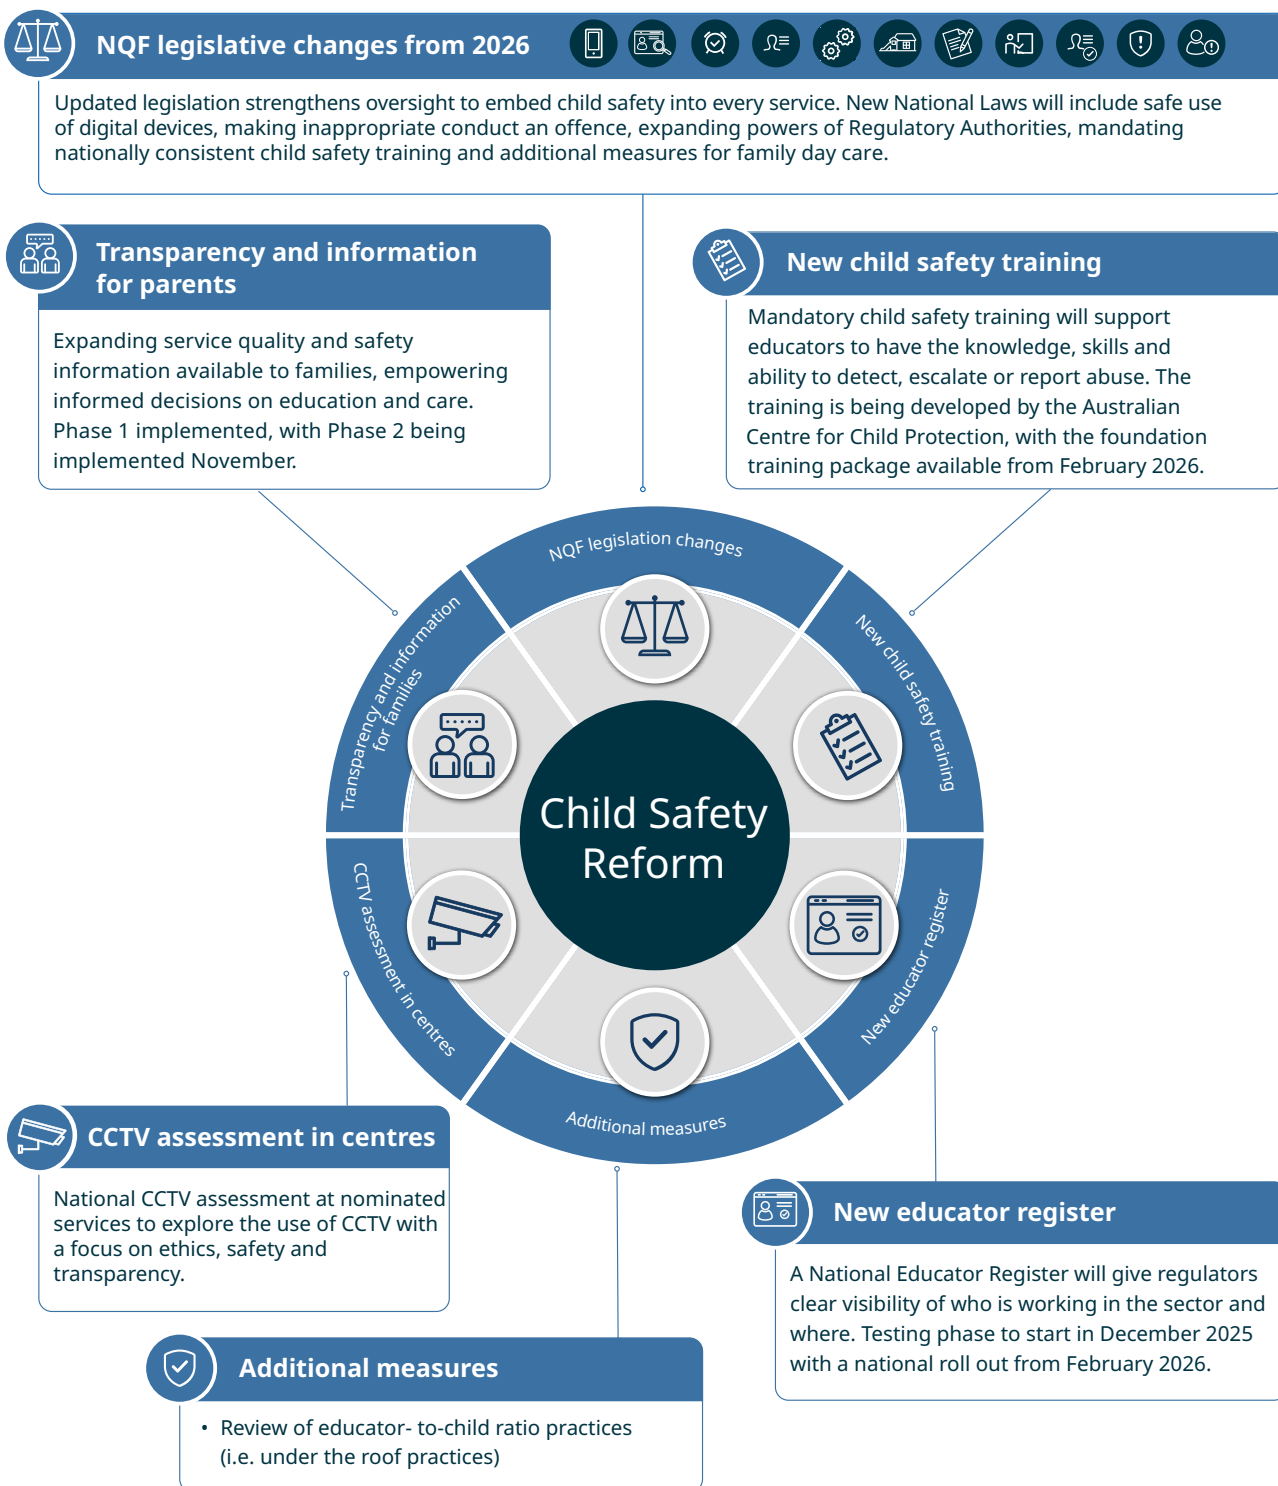 NQF legislative changes from 2026
Updated legislation strengthens oversight to embed child safety into every service. New National Laws will include safe use
of digital devices, making inappropriate conduct an offence, expanding powers of Regulatory Authorities, mandating
nationally consistent child safety training and additional measures for family day care.
Transparency and information
for parents
Expanding service quality and safety
information available to families, empowering
informed decisions on education and care.
Phase 1 implemented, with Phase 2 being
implemented November.
New child safety training
Mandatory child safety training will support
educators to have the knowledge, skills and
ability to detect, escalate or report abuse. The
training is being developed by the Australian
Centre for Child Protection, with the foundation
training package available from February 2026.
NQF legislation changes
Transparency and information
for families
New child safety training
Child Safety
Reform
CCTV assessment in centres
New educator register
Additional measures
CCTV assessment in centres
National CCTV assessment at nominated
services to explore the use of CCTV with
a focus on ethics, safety and
transparency.
New educator register
A National Educator Register will give regulators
clear visibility of who is working in the sector and
where. Testing phase to start in December 2025
with a national roll out from February 2026.
Additional measures
• Review of educator- to-child ratio practices
(i.e. under the roof practices)